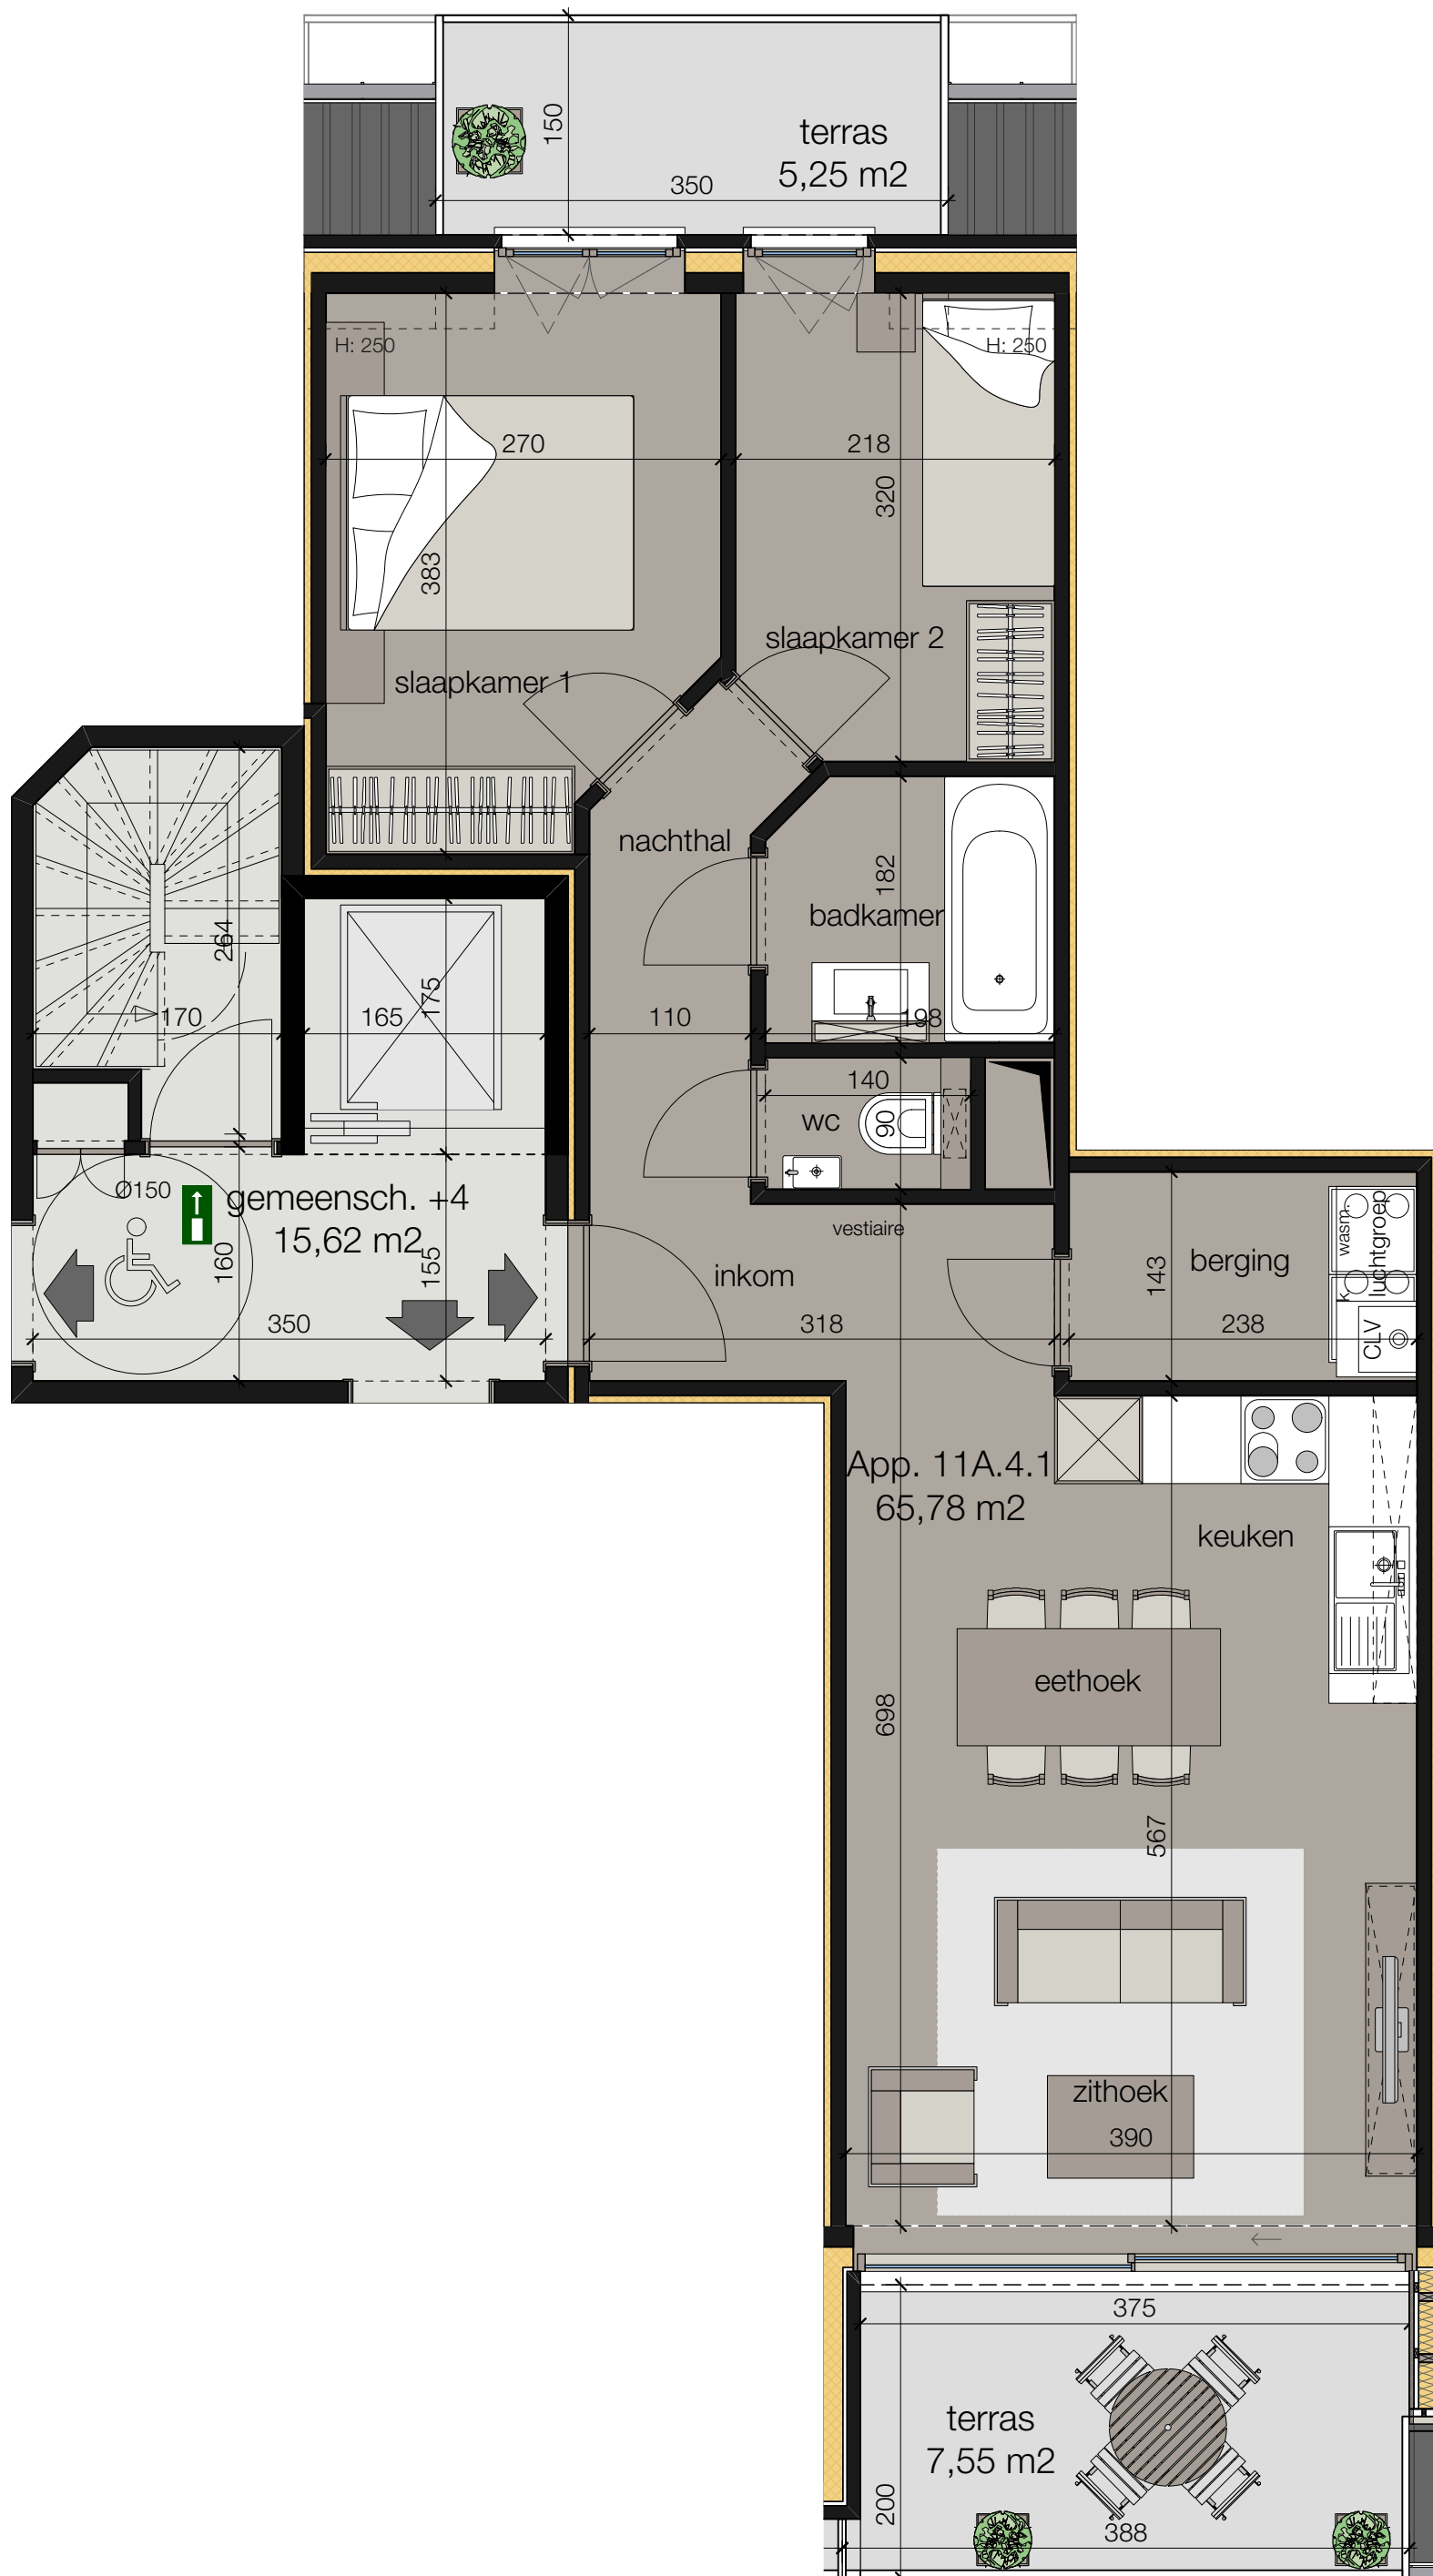 150
terras
5,25 m2
350
H: 250
H: 250
270
218
320
383
slaapkamer 2
slaapkamer 1
nachthal
182
badkamer
264
175
170
165
110
198
140
wc
90
Ø150
gemeensch. +4
15,62 m2
160
155
350
vestiaire
inkom
318
143
berging
238
wasm.
k.
luchtgroep
CLV
App. 11A.4.1
65,78 m2
keuken
eethoek
698
567
zithoek
390
375
terras
7,55 m2
200
388